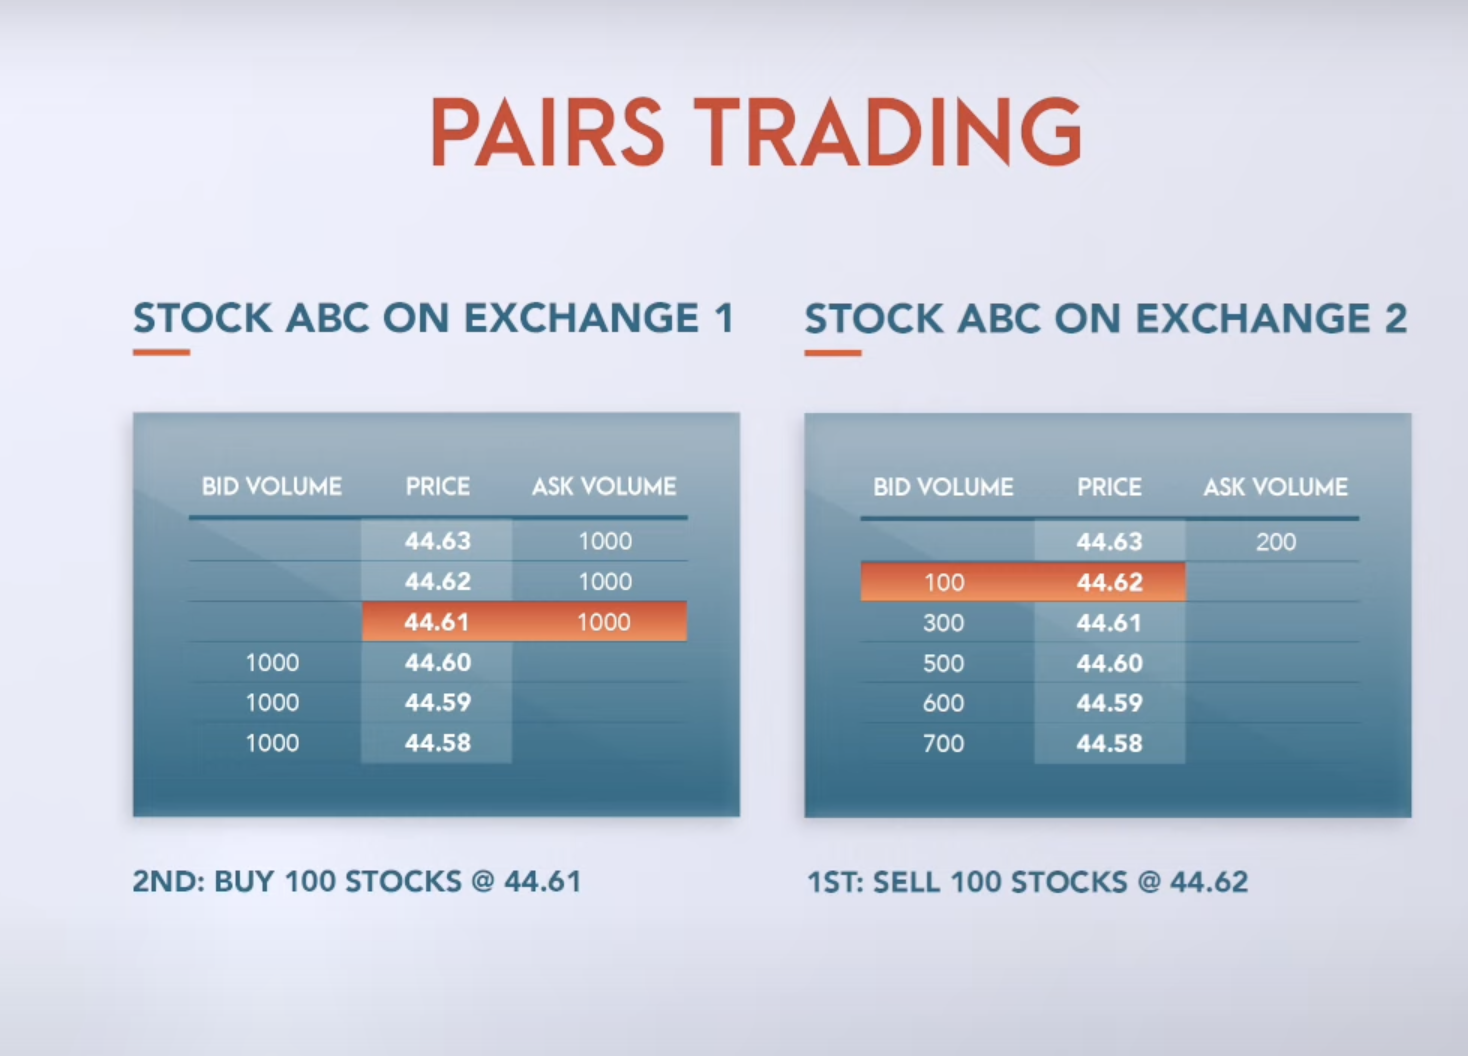 PAIRS TRADING
STOCK ABC ON EXCHANGE 1
BID VOLUME PRICE ASK VOLUME
44.63 1000
44.62 1000
44.61 1000
1000 44.60
1000 44.59
1000 44.58
2ND: BUY 100 STOCKS @ 44.61
STOCK ABC ON EXCHANGE 2
BID VOLUME PRICE ASK VOLUME
44.63 200
100 44.62
300 44.61
500 44.60
600 44.59
700 44.58
1ST: SELL 100 STOCKS @ 44.62